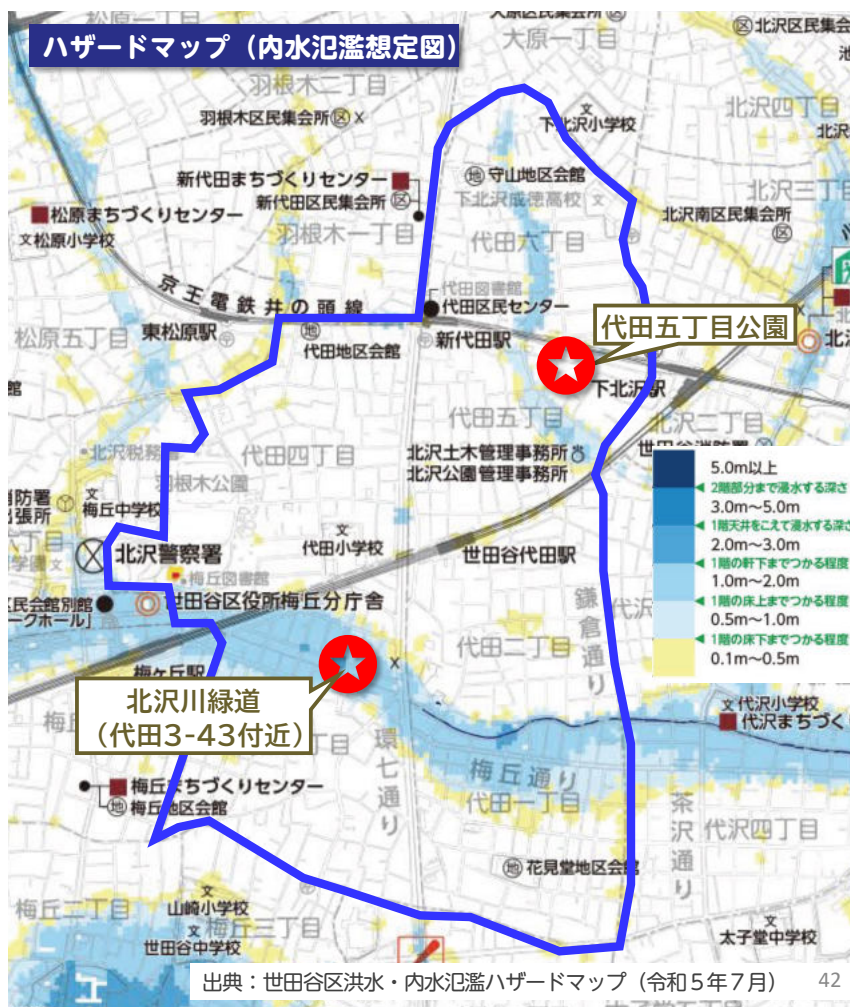 ハザードマップ（内水氾濫想定図）
大原一丁目
北沢区民集会
羽根木二丁目
羽根木区民集会所
下北沢小学校
北沢四丁目
新代田まちづくりセンター
新代田区民集会所
守山地区会館
下北沢成徳高校
北沢三丁目
松原まちづくりセンター
松原小学校
羽根木一丁目
代田六丁目
北沢南区民集会所
京王電鉄井の頭線
代田図書館
代田区民センター
松原五丁目
東松原駅
代田地区会館
新代田駅
代田五丁目公園
下北沢駅
代田五丁目
北沢二丁目
北沢税務署
代田四丁目
北沢土木管理事務所
北沢公園管理事務所
羽根木公園
梅丘中学校
代田小学校
北沢警察署
梅丘図書館
世田谷代田駅
世田谷区役所梅丘分庁舎
鎌倉通り
代田二丁目
梅ヶ丘駅
北沢川緑道
（代田3-43付近）
5.0m以上
2階部分まで浸水する深さ
3.0m～5.0m
1階天井をこえて浸水する深さ
2.0m～3.0m
1階の軒下までつかる程度
1.0m～2.0m
1階の床上までつかる程度
0.5m～1.0m
1階の床下までつかる程度
0.1m～0.5m
代沢小学校
代沢まちづく
環七通り
梅丘通り
梅丘まちづくりセンター
梅丘地区会館
代田一丁目
茶沢通り
代沢四丁目
花見堂地区会館
梅丘二丁目
山崎小学校
梅丘三丁目
世田谷中学校
太子堂中学校
出典：世田谷区洪水・内水氾濫ハザードマップ（令和５年７月）
42